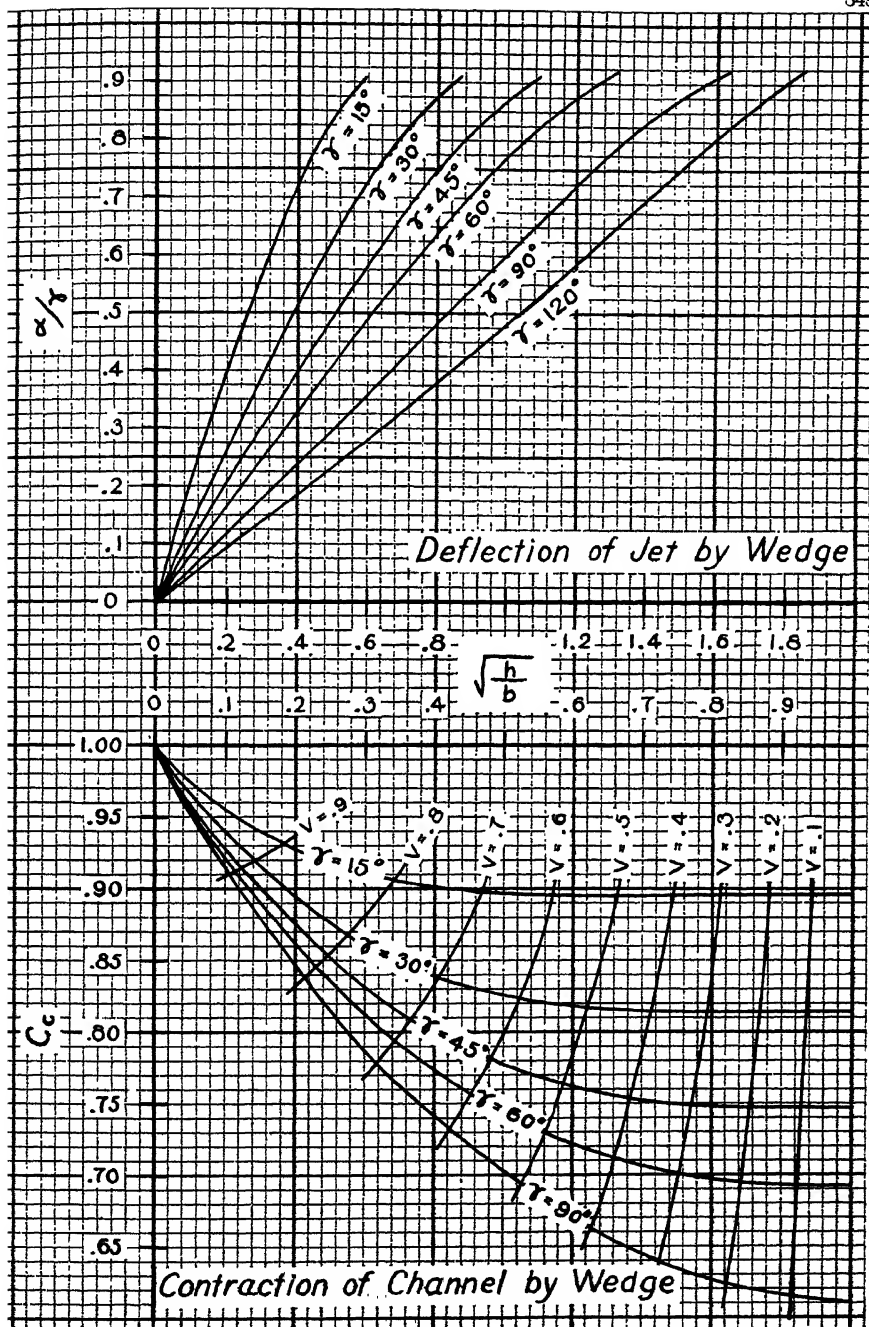 .9
.8
.7
.6
.5
.4
.3
.2
.1
0
α/γ
γ = 15°
γ = 30°
γ = 45°
γ = 60°
γ = 90°
γ = 120°
Deflection of Jet by Wedge
0 .2 .4 .6 .8 1.2 1.4 1.6 1.8
√h/b
0 .1 .2 .3 .4 .6 .7 .8 .9
1.00
.95
.90
.85
.80
.75
.70
.65
Cc
V=.9
V=.8
V=.7
V=.6
V=.5
V=.4
V=.3
V=.2
V=.1
γ = 15°
γ = 30°
γ = 45°
γ = 60°
γ = 90°
Contraction of Channel by Wedge